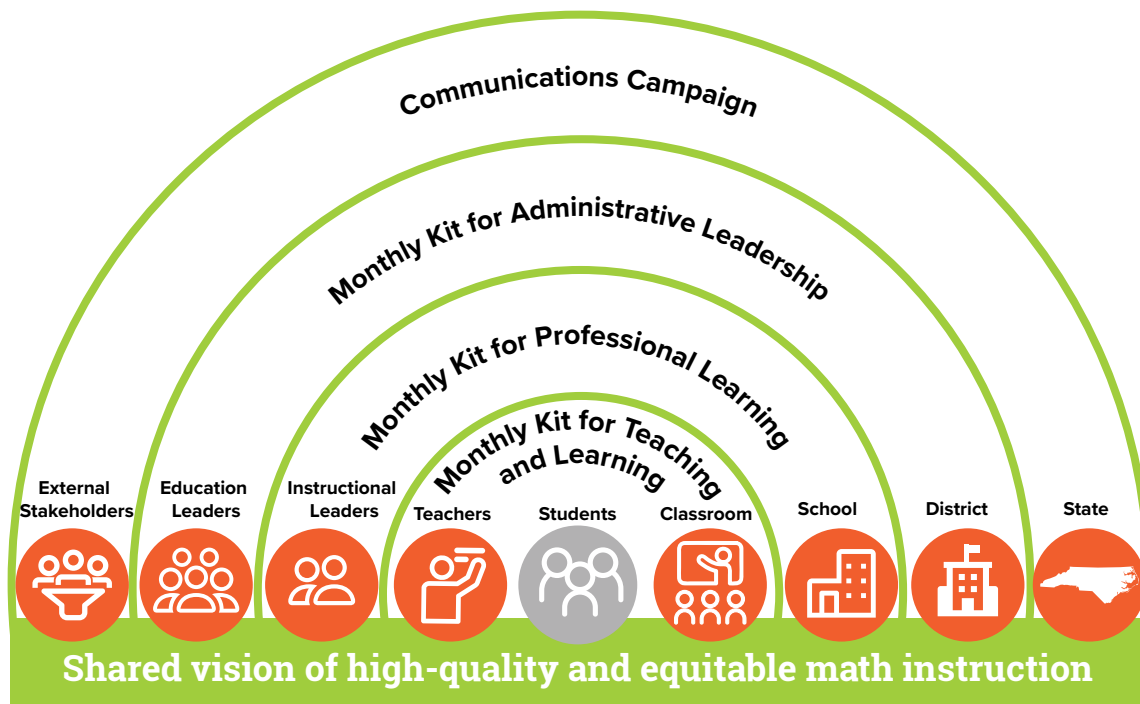 Communications Campaign
Monthly Kit for Administrative Leadership
Monthly Kit for Professional Learning
Monthly Kit for Teaching
and Learning
External
Stakeholders
Education
Leaders
Instructional
Leaders
Teachers
Students
Classroom
School
District
State
Shared vision of high-quality and equitable math instruction